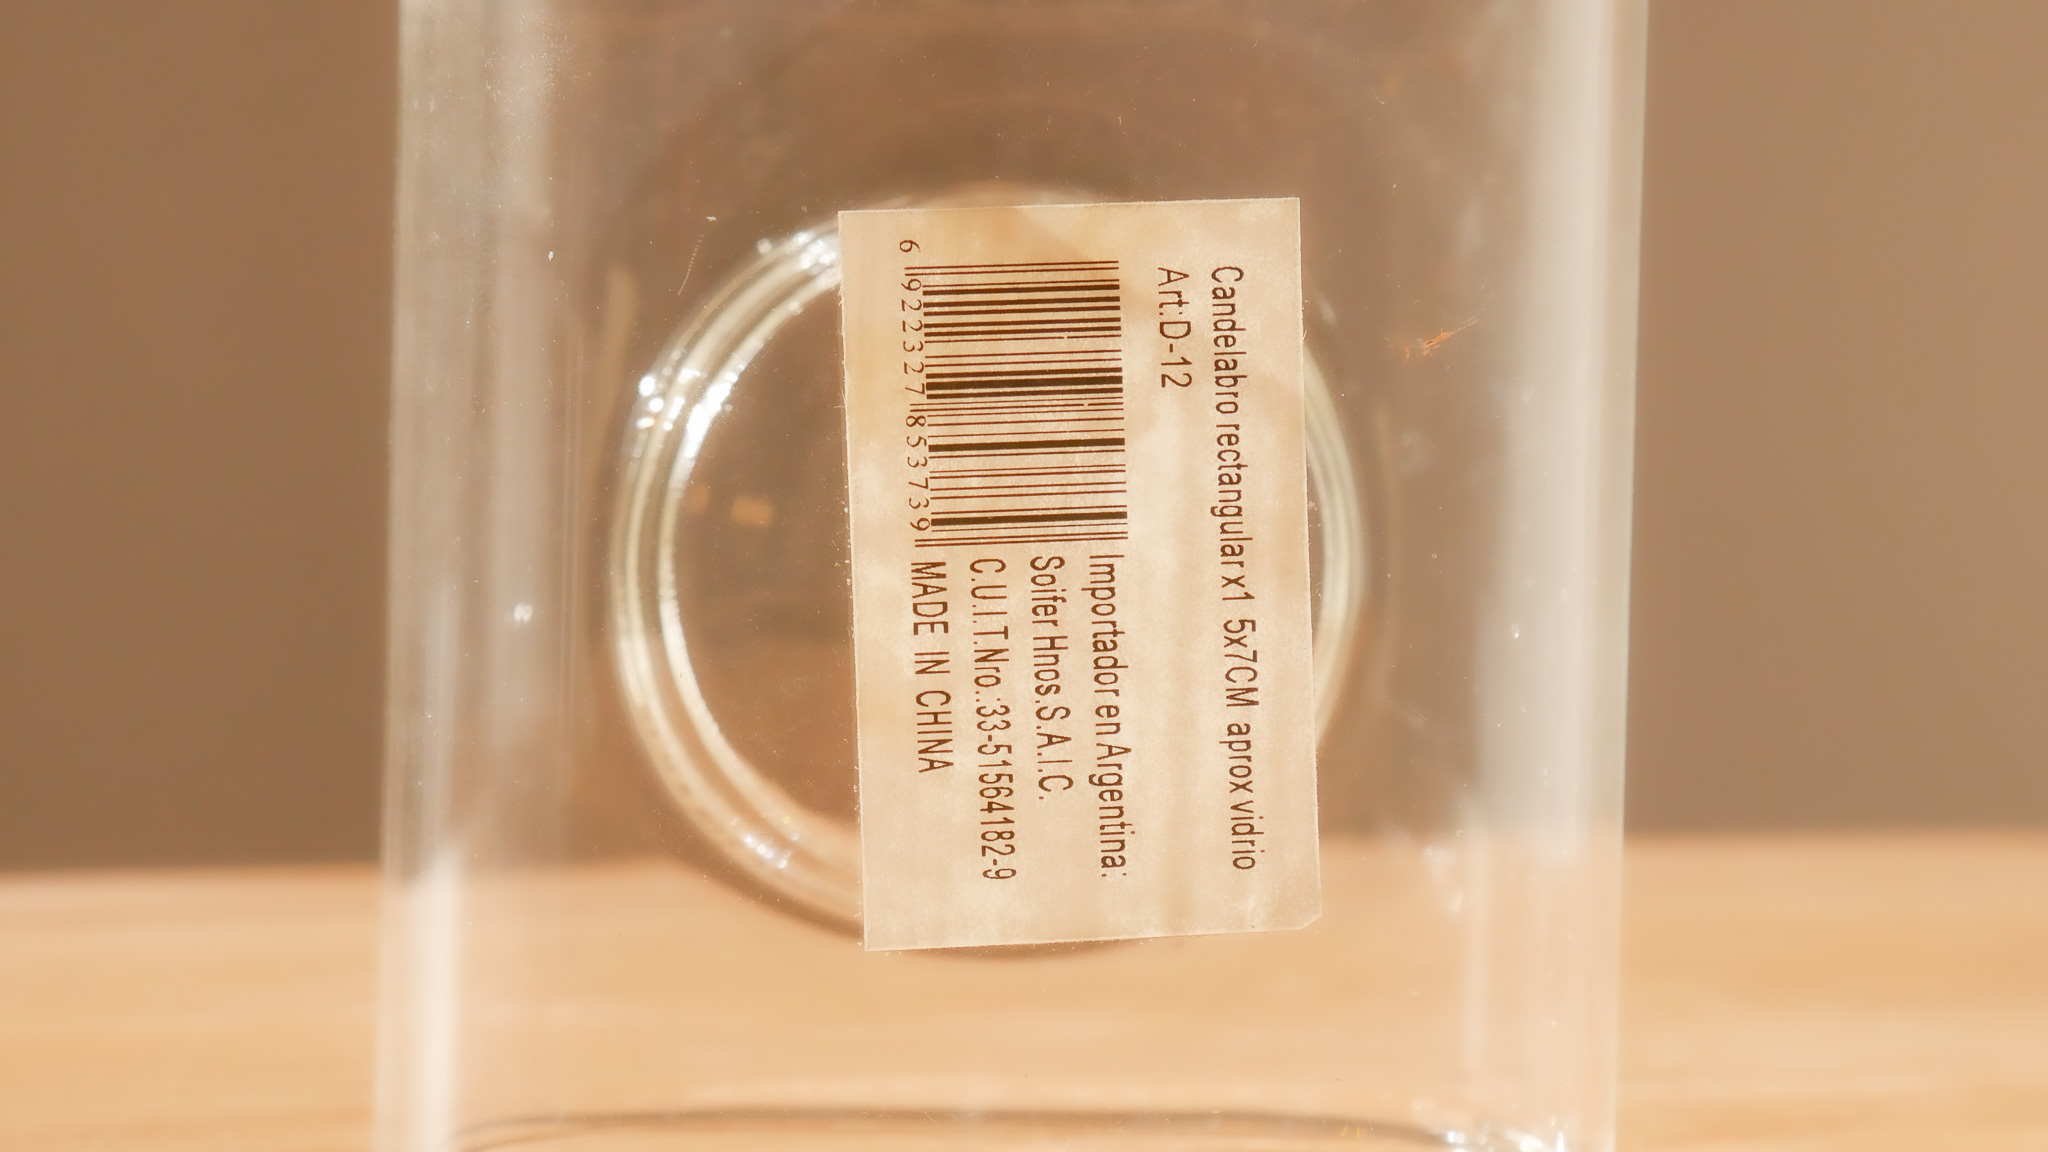 Candelabro rectangular x1 5x7CM aprox vidrio
Art:D-12
6 922327 853739
Importador en Argentina:
Soifer Hnos.S.A.I.C.
C.U.I.T.Nro.:33-51564182-9
MADE IN CHINA